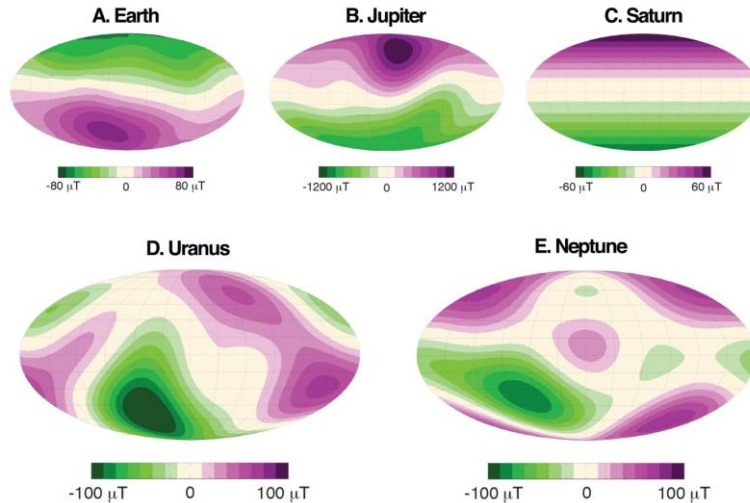 A. Earth
B. Jupiter
C. Saturn
-80 μT 0 80 μT
-1200 μT 0 1200 μT
-60 μT 0 60 μT
D. Uranus
E. Neptune
-100 μT 0 100 μT
-100 μT 0 100 μT